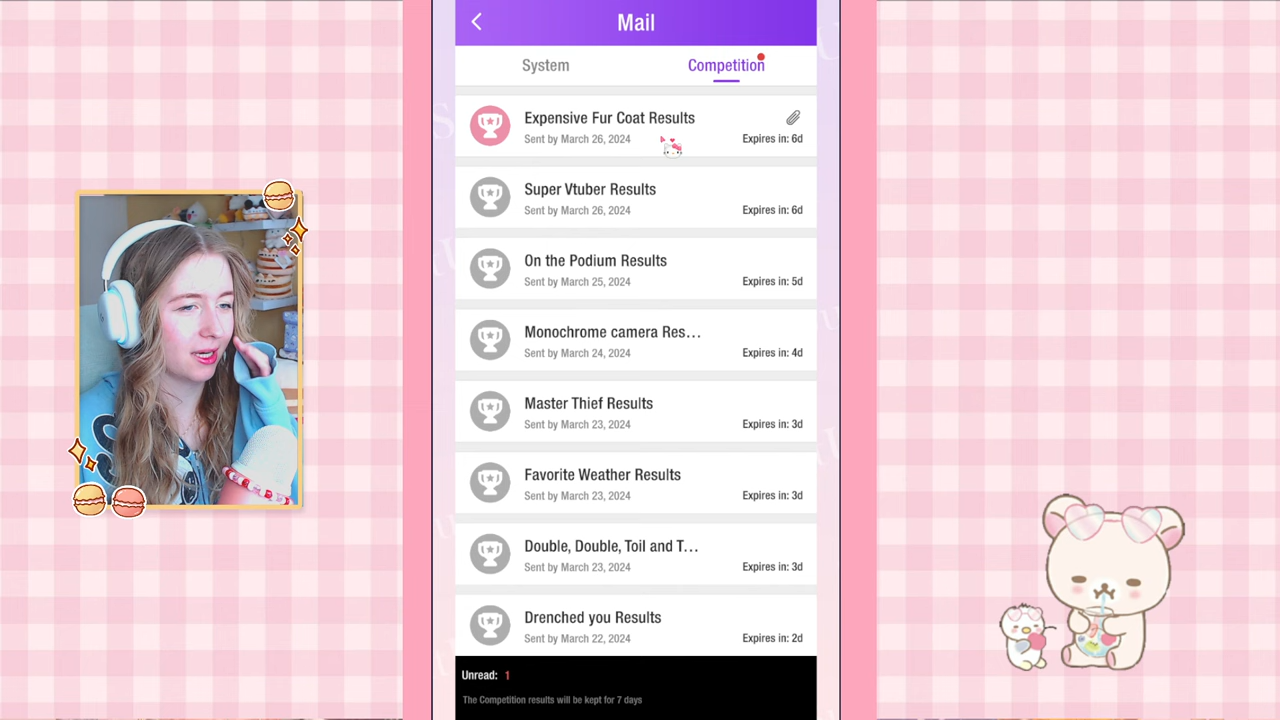 Mail
System
Competition
Expensive Fur Coat Results
Sent by March 26, 2024
Expires in: 6d
Super Vtuber Results
Sent by March 26, 2024
Expires in: 6d
On the Podium Results
Sent by March 25, 2024
Expires in: 5d
Monochrome camera Res…
Sent by March 24, 2024
Expires in: 4d
Master Thief Results
Sent by March 23, 2024
Expires in: 3d
Favorite Weather Results
Sent by March 23, 2024
Expires in: 3d
Double, Double, Toil and T…
Sent by March 23, 2024
Expires in: 3d
Drenched you Results
Sent by March 22, 2024
Expires in: 2d
Unread: 1
The Competition results will be kept for 7 days